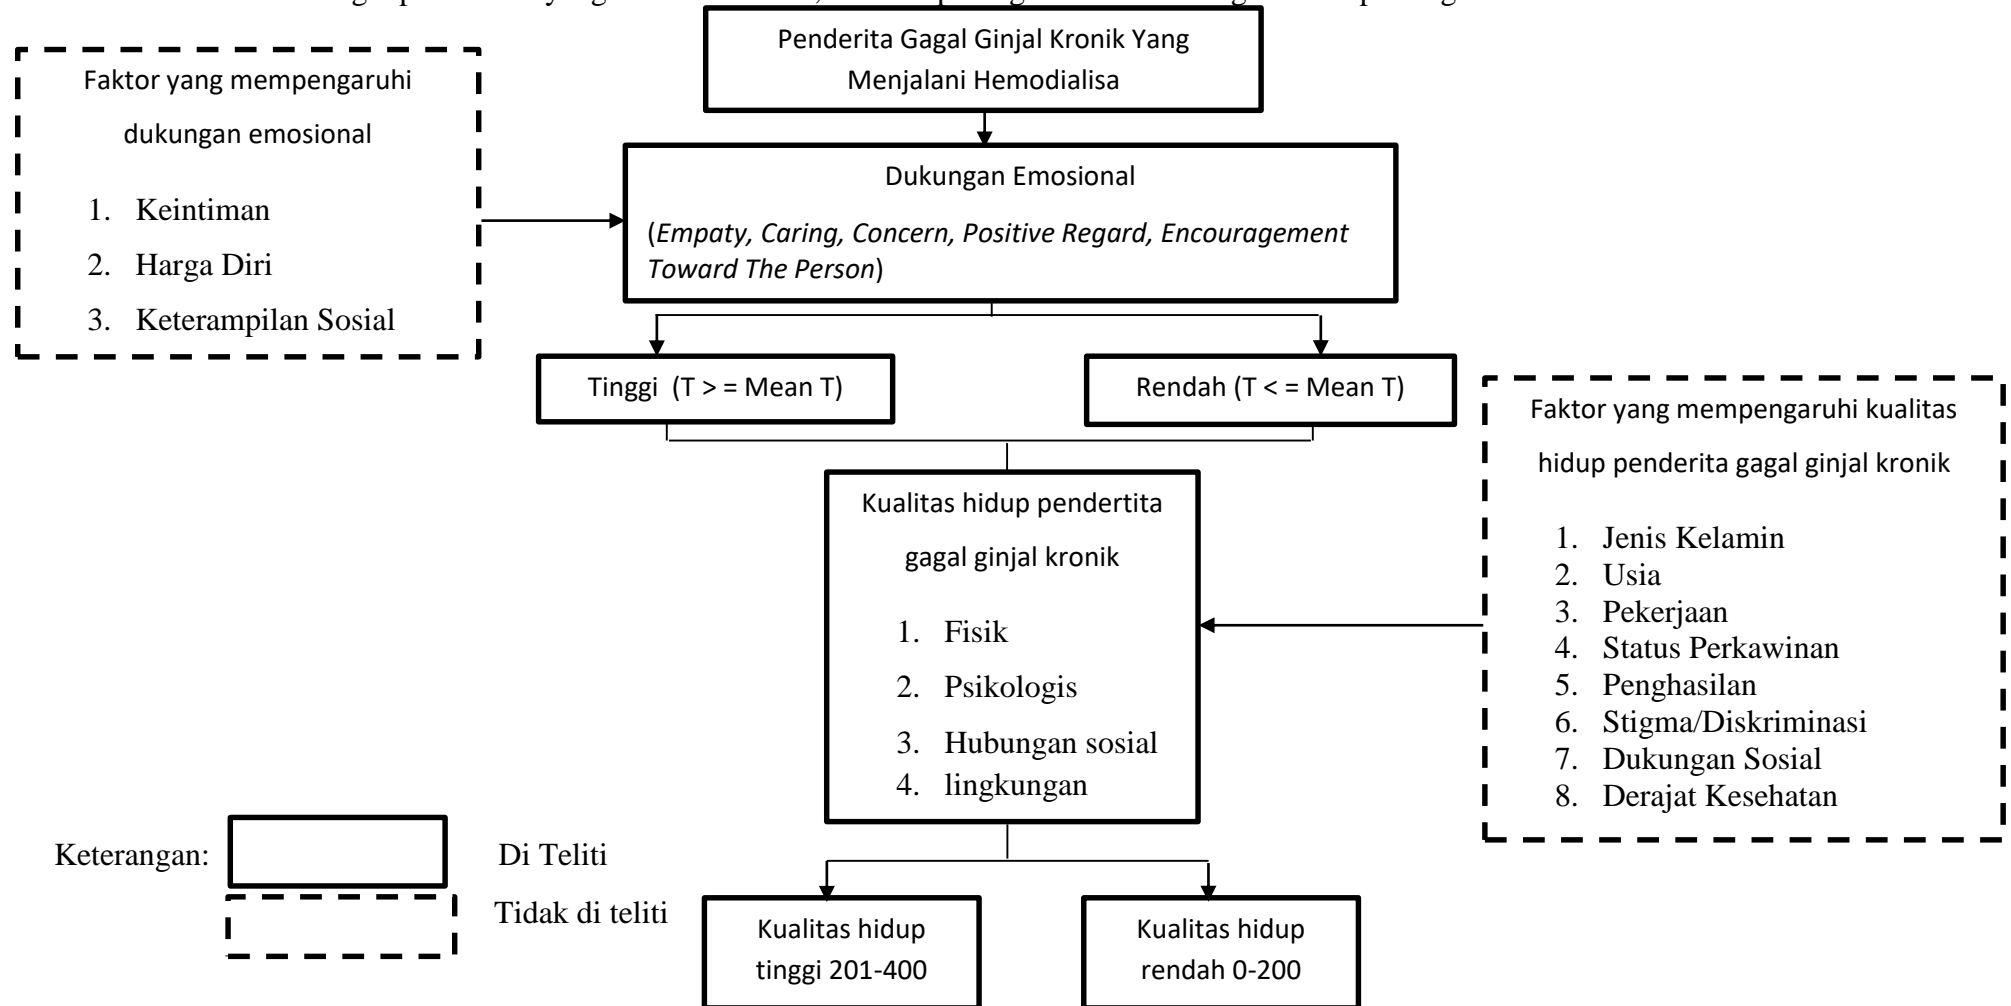 Penderita Gagal Ginjal Kronik Yang
Menjalani Hemodialisa
Faktor yang mempengaruhi
dukungan emosional
1. Keintiman
2. Harga Diri
3. Keterampilan Sosial
Dukungan Emosional
(Empaty, Caring, Concern, Positive Regard, Encouragement
Toward The Person)
Tinggi (T > = Mean T)
Rendah (T < = Mean T)
Faktor yang mempengaruhi kualitas
hidup penderita gagal ginjal kronik
1. Jenis Kelamin
2. Usia
3. Pekerjaan
4. Status Perkawinan
5. Penghasilan
6. Stigma/Diskriminasi
7. Dukungan Sosial
8. Derajat Kesehatan
Kualitas hidup pendertita
gagal ginjal kronik
1. Fisik
2. Psikologis
3. Hubungan sosial
4. lingkungan
Keterangan:
Di Teliti
Tidak di teliti
Kualitas hidup
tinggi 201-400
Kualitas hidup
rendah 0-200